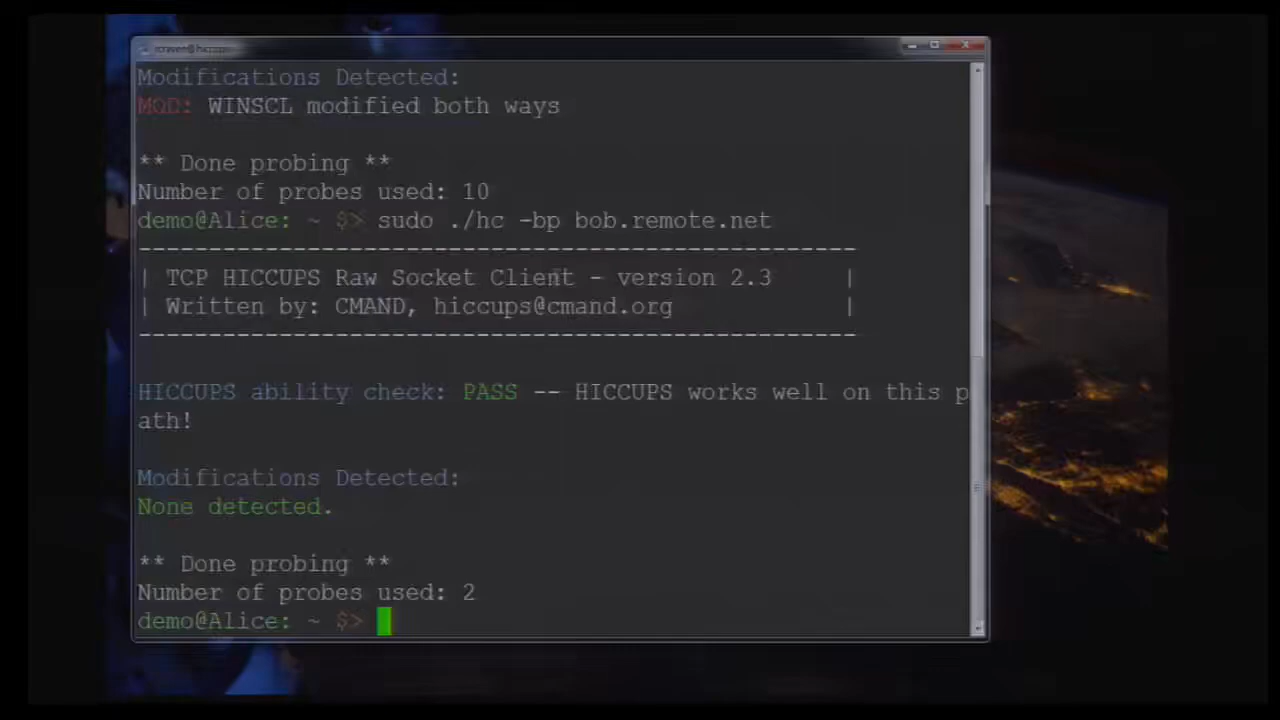 Modifications Detected:
MOD: WINSCL modified both ways
** Done probing **
Number of probes used: 10
demo@Alice: ~ $> sudo ./hc -bp bob.remote.net
-----------------------------------------------
| TCP HICCUPS Raw Socket Client - version 2.3 |
| Written by: CMAND, hiccups@cmand.org |
-----------------------------------------------
HICCUPS ability check: PASS -- HICCUPS works well on this p
ath!
Modifications Detected:
None detected.
** Done probing **
Number of probes used: 2
demo@Alice: ~ $>